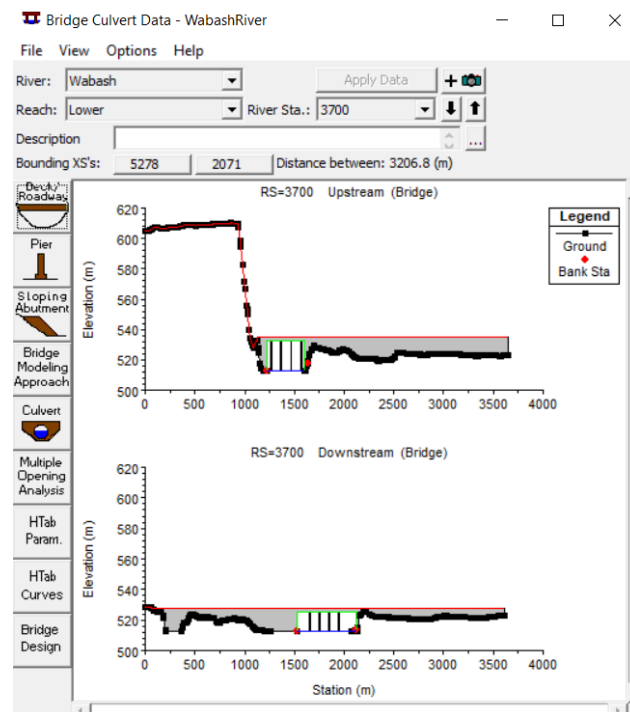 Bridge Culvert Data - WabashRiver
File View Options Help
River: Wabash Apply Data
Reach: Lower River Sta.: 3700
Description ...
Bounding XS's: 5278 2071 Distance between: 3206.8 (m)
Deck/
Roadway
Pier
Sloping
Abutment
Bridge
Modeling
Approach
Culvert
Multiple
Opening
Analysis
HTab
Param.
HTab
Curves
Bridge
Design
RS=3700 Upstream (Bridge)
Elevation (m)
620
600
580
560
540
520
500
0 500 1000 1500 2000 2500 3000 3500 4000
Legend
Ground
Bank Sta
RS=3700 Downstream (Bridge)
Elevation (m)
620
600
580
560
540
520
500
0 500 1000 1500 2000 2500 3000 3500 4000
Station (m)